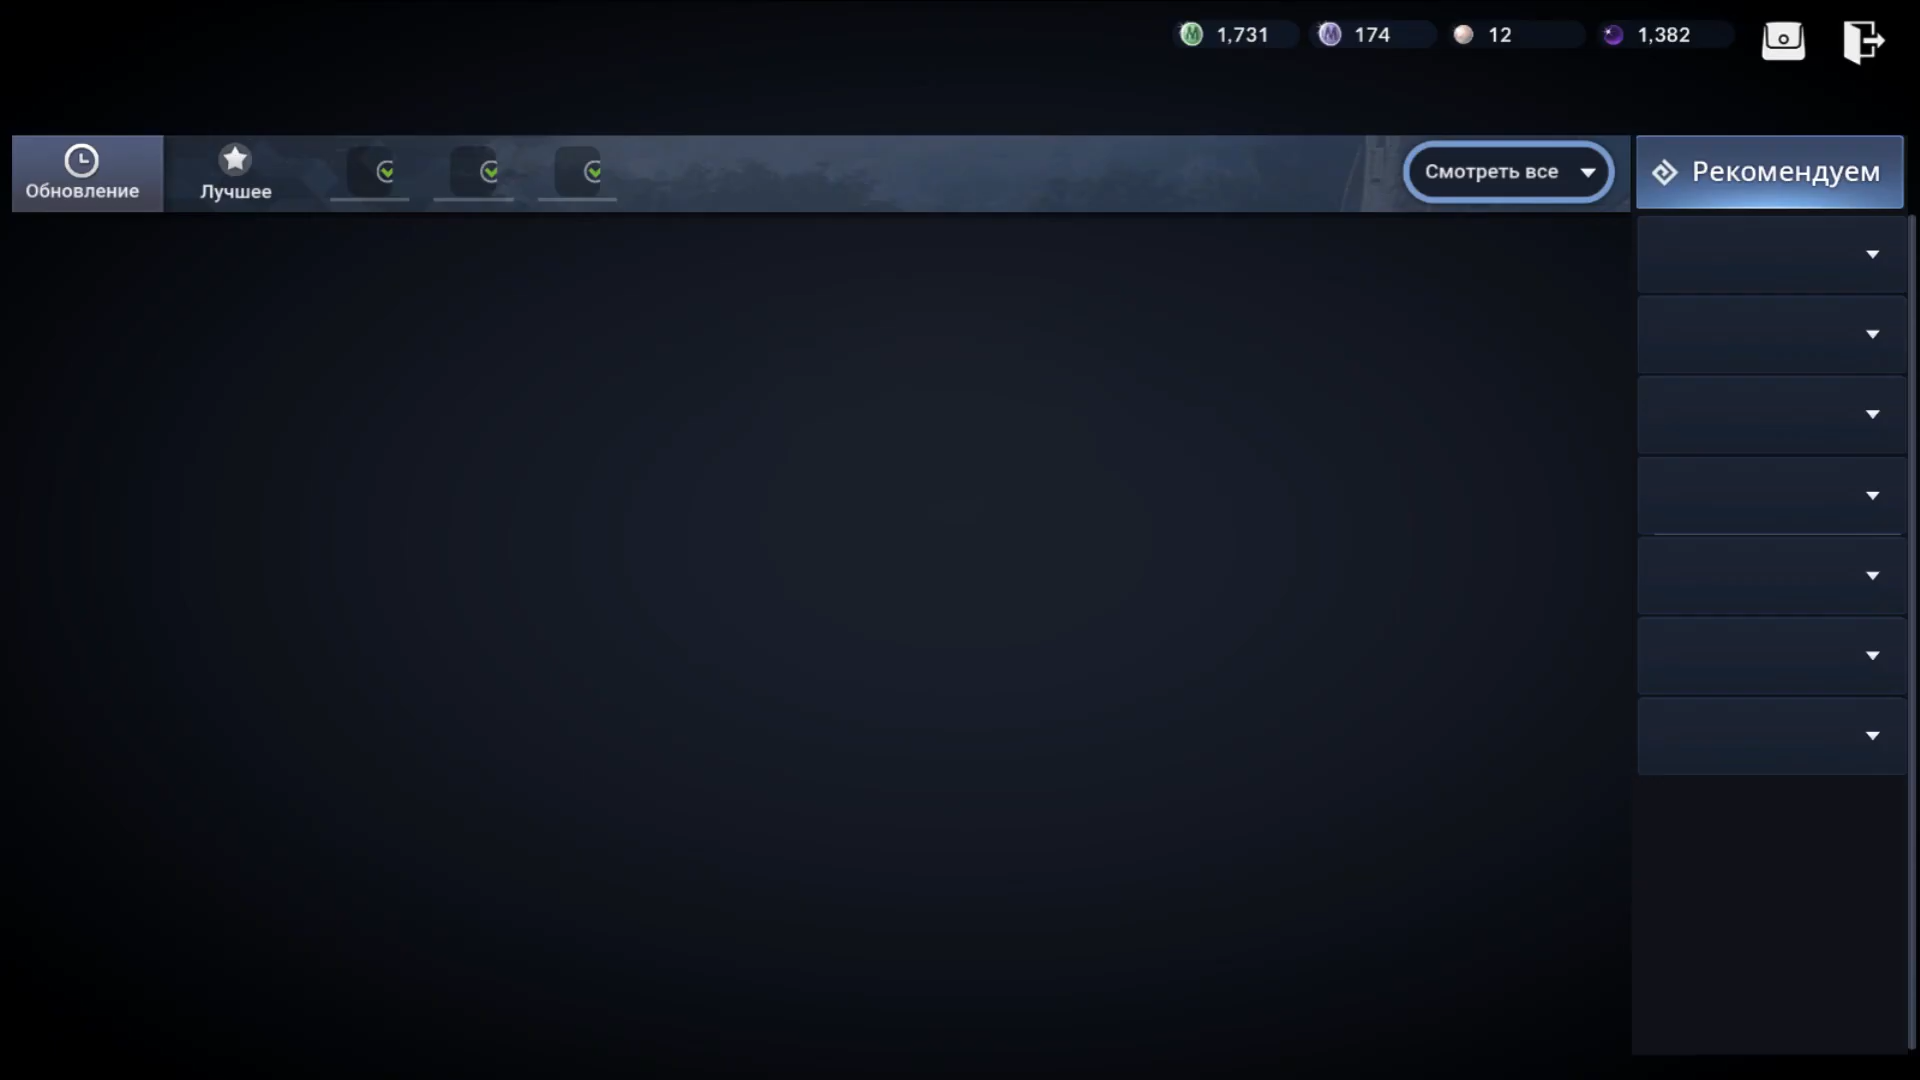 1,731
174
12
1,382
Обновление
Лучшее
Смотреть все
Рекомендуем